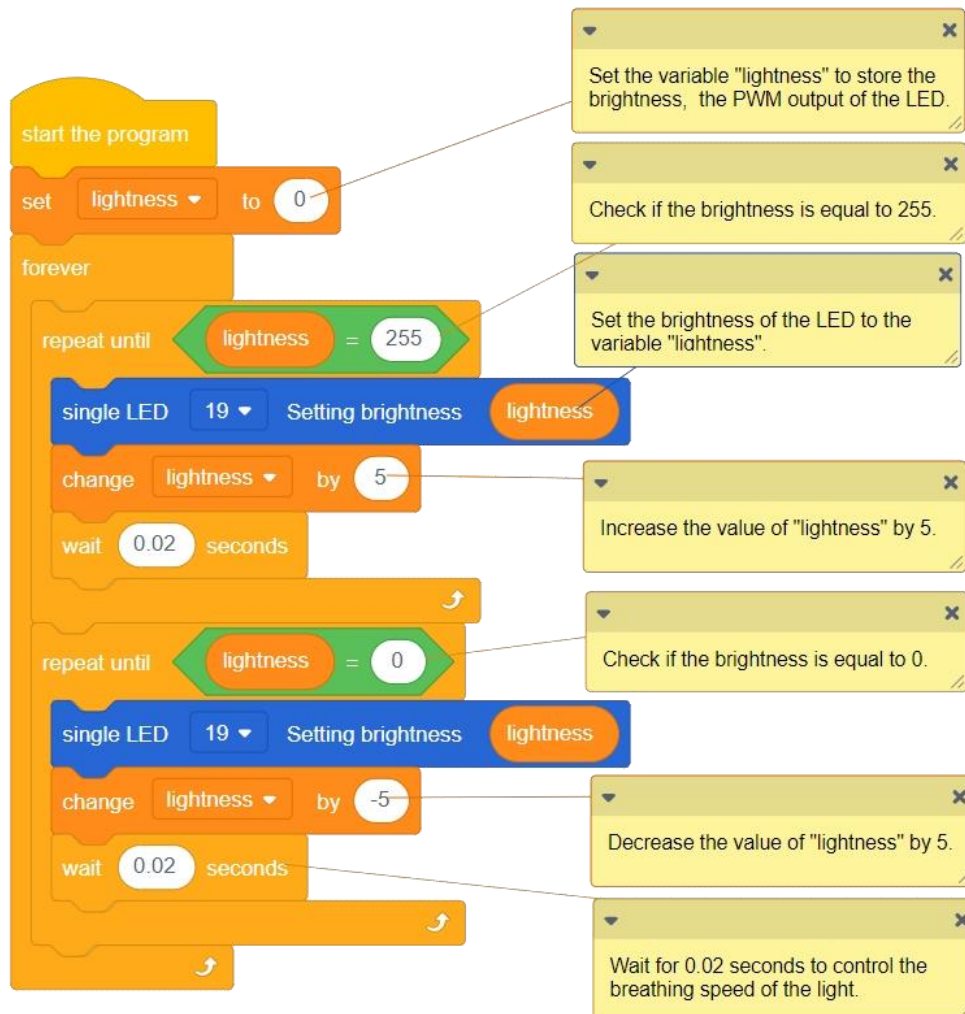 start the program
set lightness to 0
forever
repeat until lightness = 255
single LED 19 Setting brightness lightness
change lightness by 5
wait 0.02 seconds
repeat until lightness = 0
single LED 19 Setting brightness lightness
change lightness by -5
wait 0.02 seconds
Set the variable "lightness" to store the
brightness, the PWM output of the LED.
Check if the brightness is equal to 255.
Set the brightness of the LED to the
variable "lightness".
Increase the value of "lightness" by 5.
Check if the brightness is equal to 0.
Decrease the value of "lightness" by 5.
Wait for 0.02 seconds to control the
breathing speed of the light.